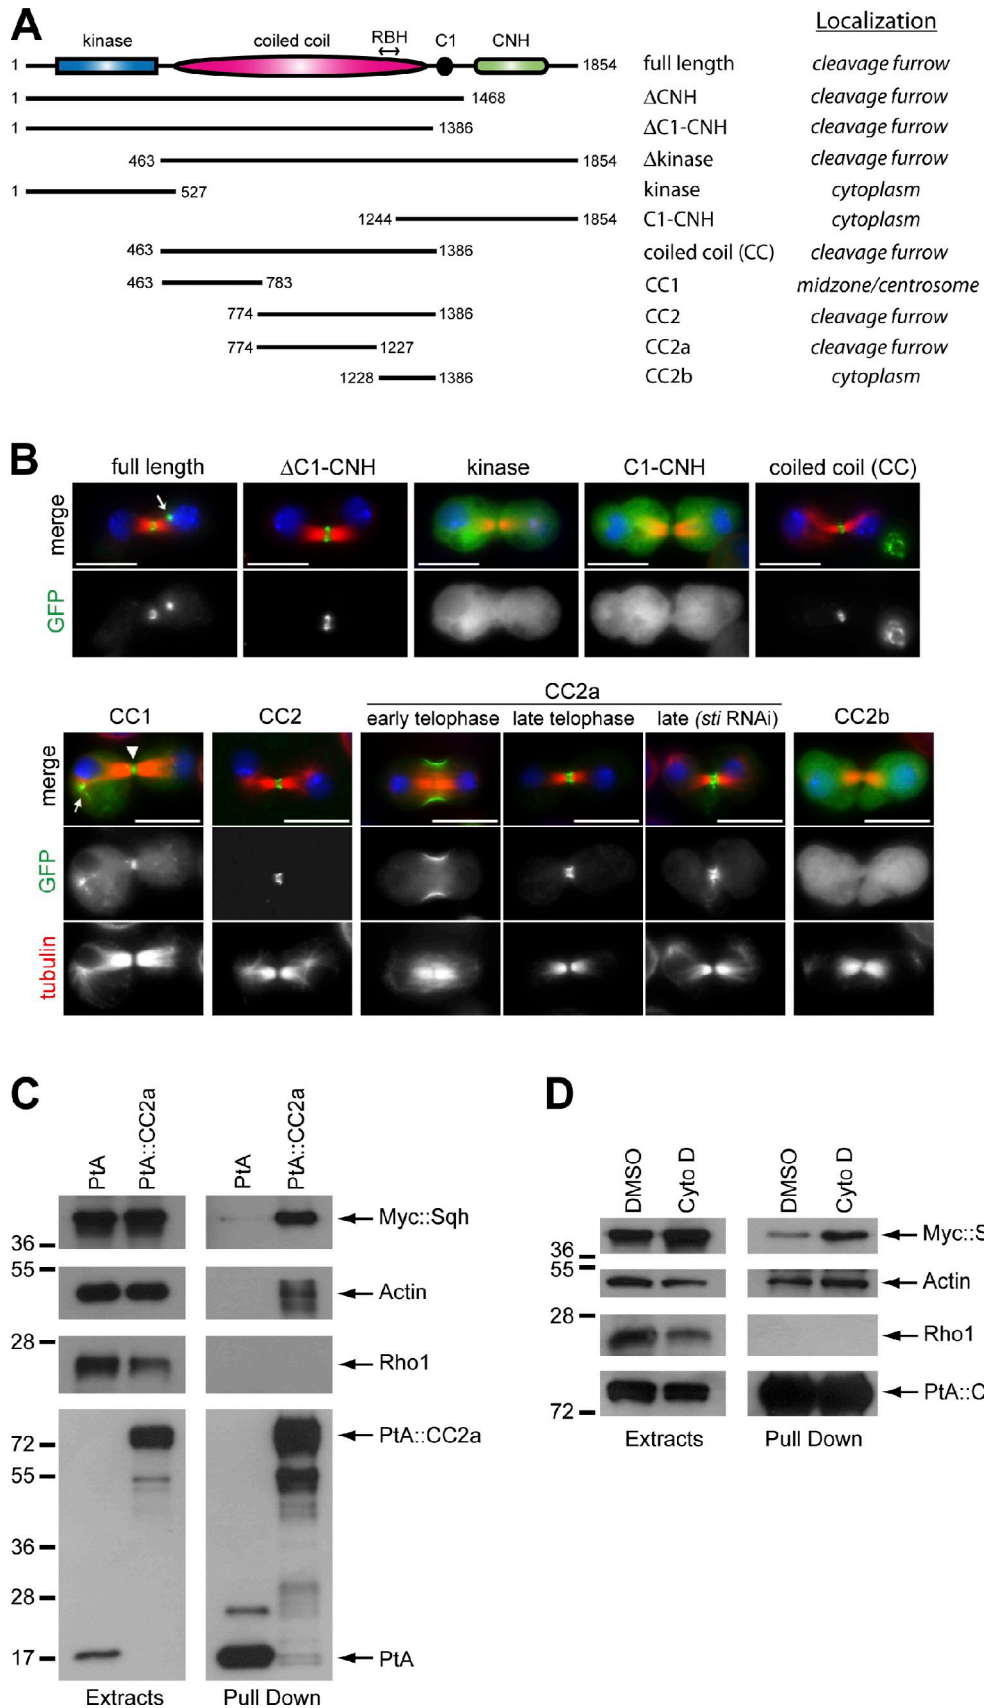 A
Localization
kinase coiled coil RBH C1 CNH
1 1854 full length cleavage furrow
1 1468 ΔCNH cleavage furrow
1 1386 ΔC1-CNH cleavage furrow
463 1854 Δkinase cleavage furrow
1 527 kinase cytoplasm
1244 1854 C1-CNH cytoplasm
463 1386 coiled coil (CC) cleavage furrow
463 783 CC1 midzone/centrosome
774 1386 CC2 cleavage furrow
774 1227 CC2a cleavage furrow
1228 1386 CC2b cytoplasm
B
full length ΔC1-CNH kinase C1-CNH coiled coil (CC)
merge
GFP
CC2a
CC1 CC2 early telophase late telophase late (sti RNAi) CC2b
merge
GFP
tubulin
C
PtA PtA::CC2a PtA PtA::CC2a
36 Myc::Sqh
55 Actin
28 Rho1
72 PtA::CC2a
55
36
28
17 PtA
Extracts Pull Down
D
DMSO Cyto D DMSO Cyto D
36 Myc::S
55 Actin
28 Rho1
72 PtA::C
Extracts Pull Down